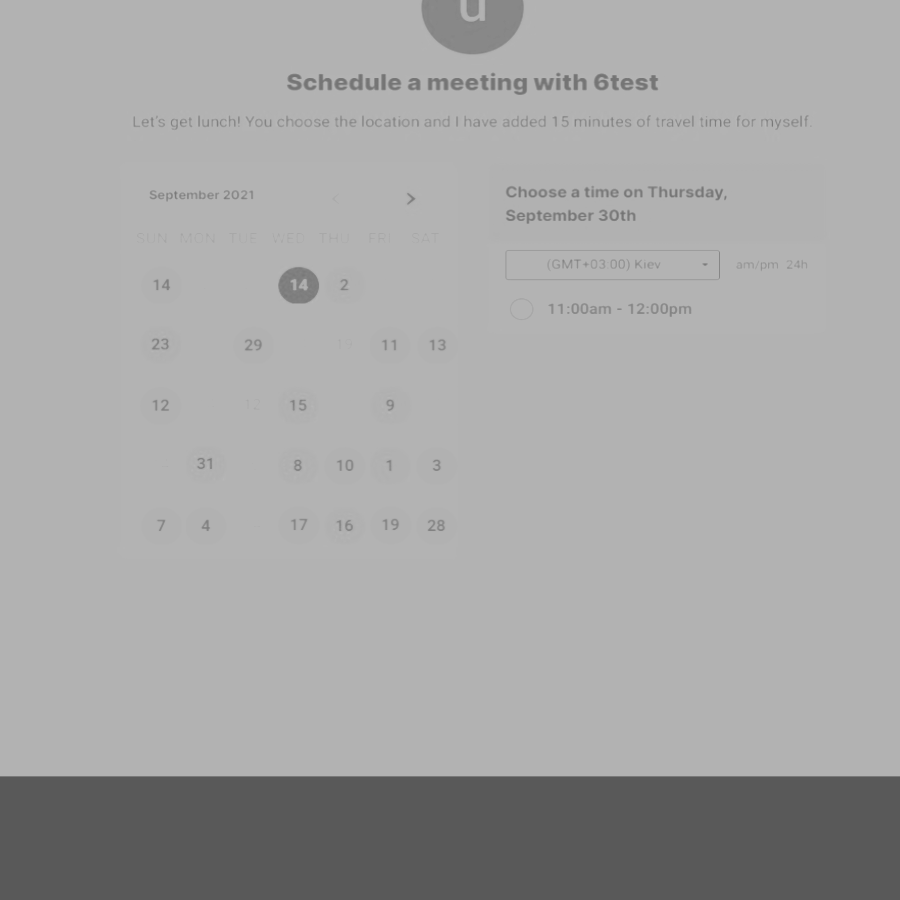 u
Schedule a meeting with 6test
Let's get lunch! You choose the location and I have added 15 minutes of travel time for myself.
September 2021
SUN MON TUE WED THU FRI SAT
14 14 2
23 29 11 13
12 12 15 9
31 8 10 1 3
7 4 17 16 19 28
Choose a time on Thursday,
September 30th
(GMT+03:00) Kiev am/pm 24h
11:00am - 12:00pm